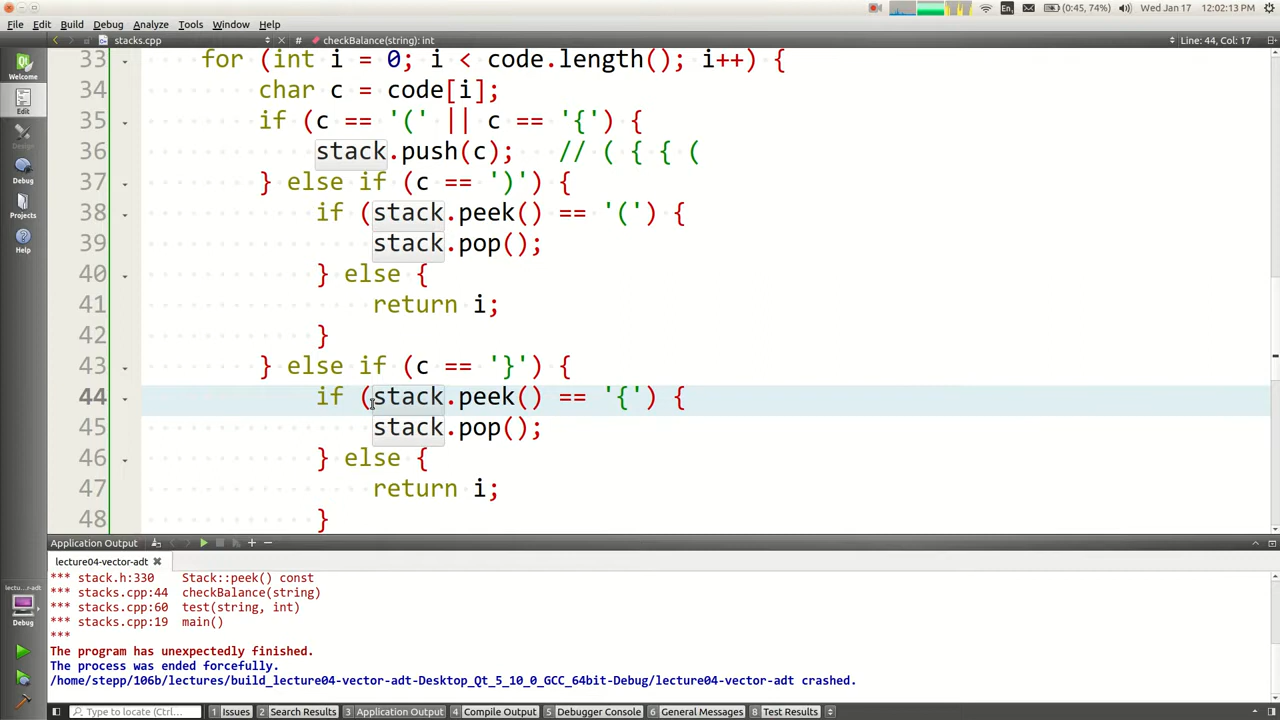 File Edit Build Debug Analyze Tools Window Help
En (0:45, 74%) Wed Jan 17 12:02:13 PM
stacks.cpp # checkBalance(string): int Line: 44, Col: 17
Welcome
Edit
Design
Debug
Projects
Help
33 for (int i = 0; i < code.length(); i++) {
34 char c = code[i];
35 if (c == '(' || c == '{') {
36 stack.push(c); // ( { { (
37 } else if (c == ')') {
38 if (stack.peek() == '(') {
39 stack.pop();
40 } else {
41 return i;
42 }
43 } else if (c == '}') {
44 if (stack.peek() == '{') {
45 stack.pop();
46 } else {
47 return i;
48 }
Application Output
lecture04-vector-adt
*** stack.h:330 Stack::peek() const
*** stacks.cpp:44 checkBalance(string)
*** stacks.cpp:60 test(string, int)
*** stacks.cpp:19 main()
***
The program has unexpectedly finished.
The process was ended forcefully.
/home/stepp/106b/lectures/build_lecture04-vector-adt-Desktop_Qt_5_10_0_GCC_64bit-Debug/lecture04-vector-adt crashed.
lectu...r-adt
Debug
Type to locate (Ctrl+... 1 Issues 2 Search Results 3 Application Output 4 Compile Output 5 Debugger Console 6 General Messages 8 Test Results